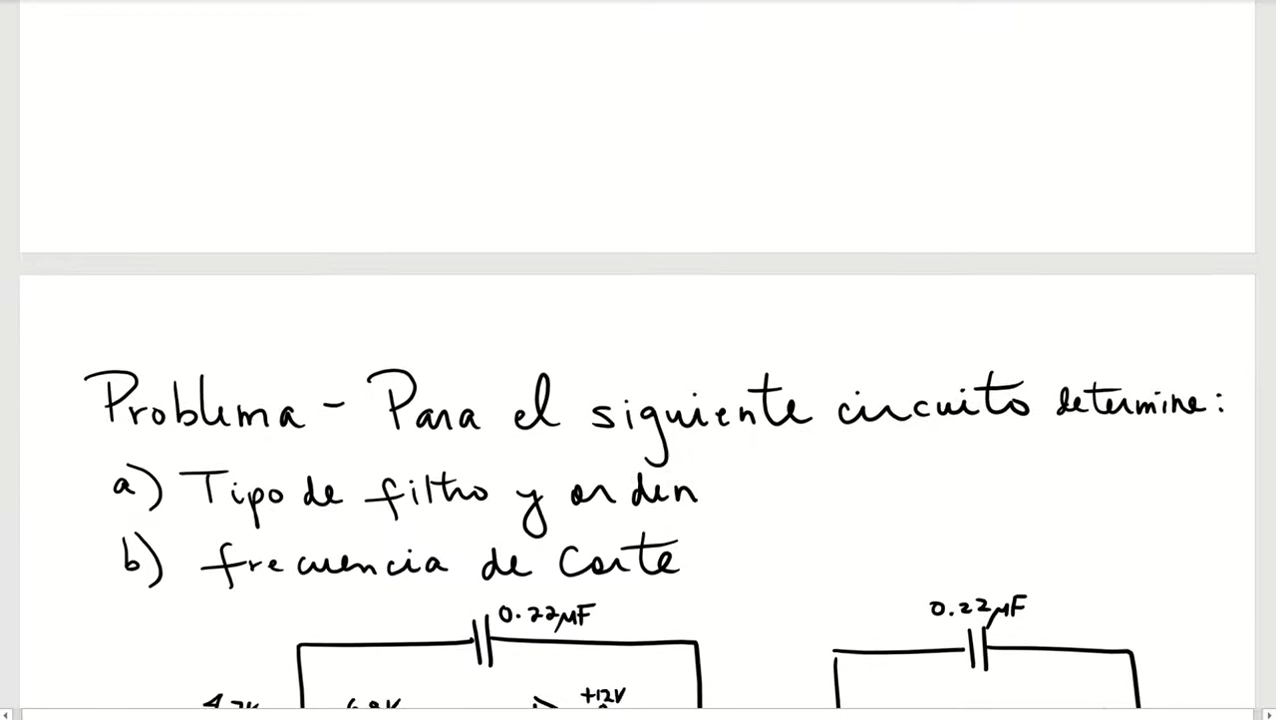 Problema - Para el siguiente circuito determine:
a) Tipo de filtro y orden
b) frecuencia de Corte
0.22μF
0.22μF
+12V